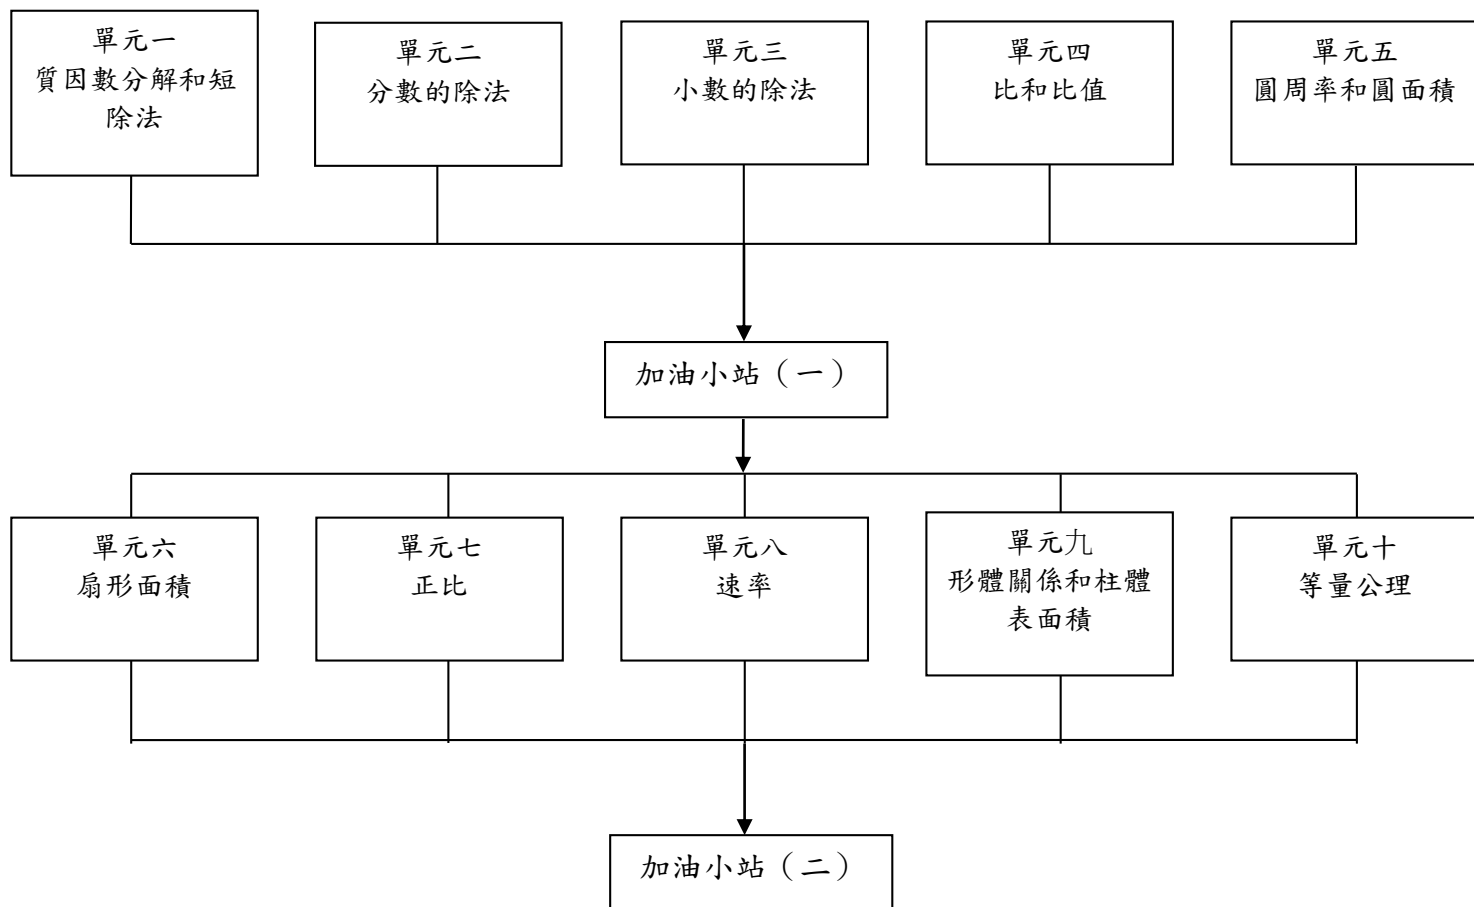 單元一
質因數分解和短
除法
單元二
分數的除法
單元三
小數的除法
單元四
比和比值
單元五
圓周率和圓面積
加油小站（一）
單元六
扇形面積
單元七
正比
單元八
速率
單元九
形體關係和柱體
表面積
單元十
等量公理
加油小站（二）